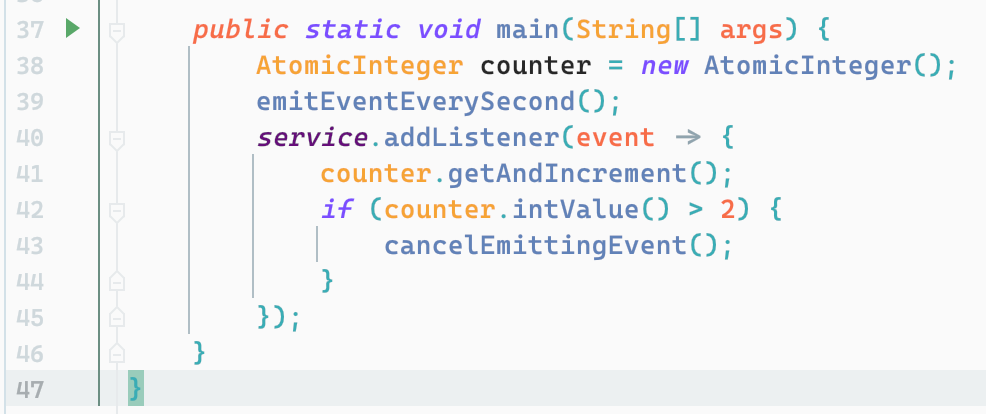 37 public static void main(String[] args) {
38 AtomicInteger counter = new AtomicInteger();
39 emitEventEverySecond();
40 service.addListener(event -> {
41 counter.getAndIncrement();
42 if (counter.intValue() > 2) {
43 cancelEmittingEvent();
44 }
45 });
46 }
47 }